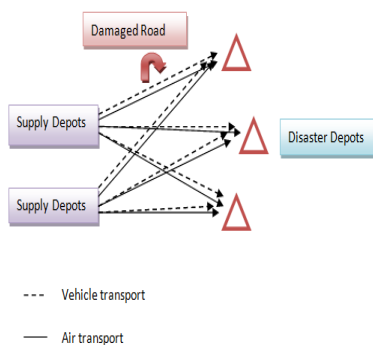 Damaged Road
Supply Depots
Disaster Depots
Supply Depots
Vehicle transport
Air transport